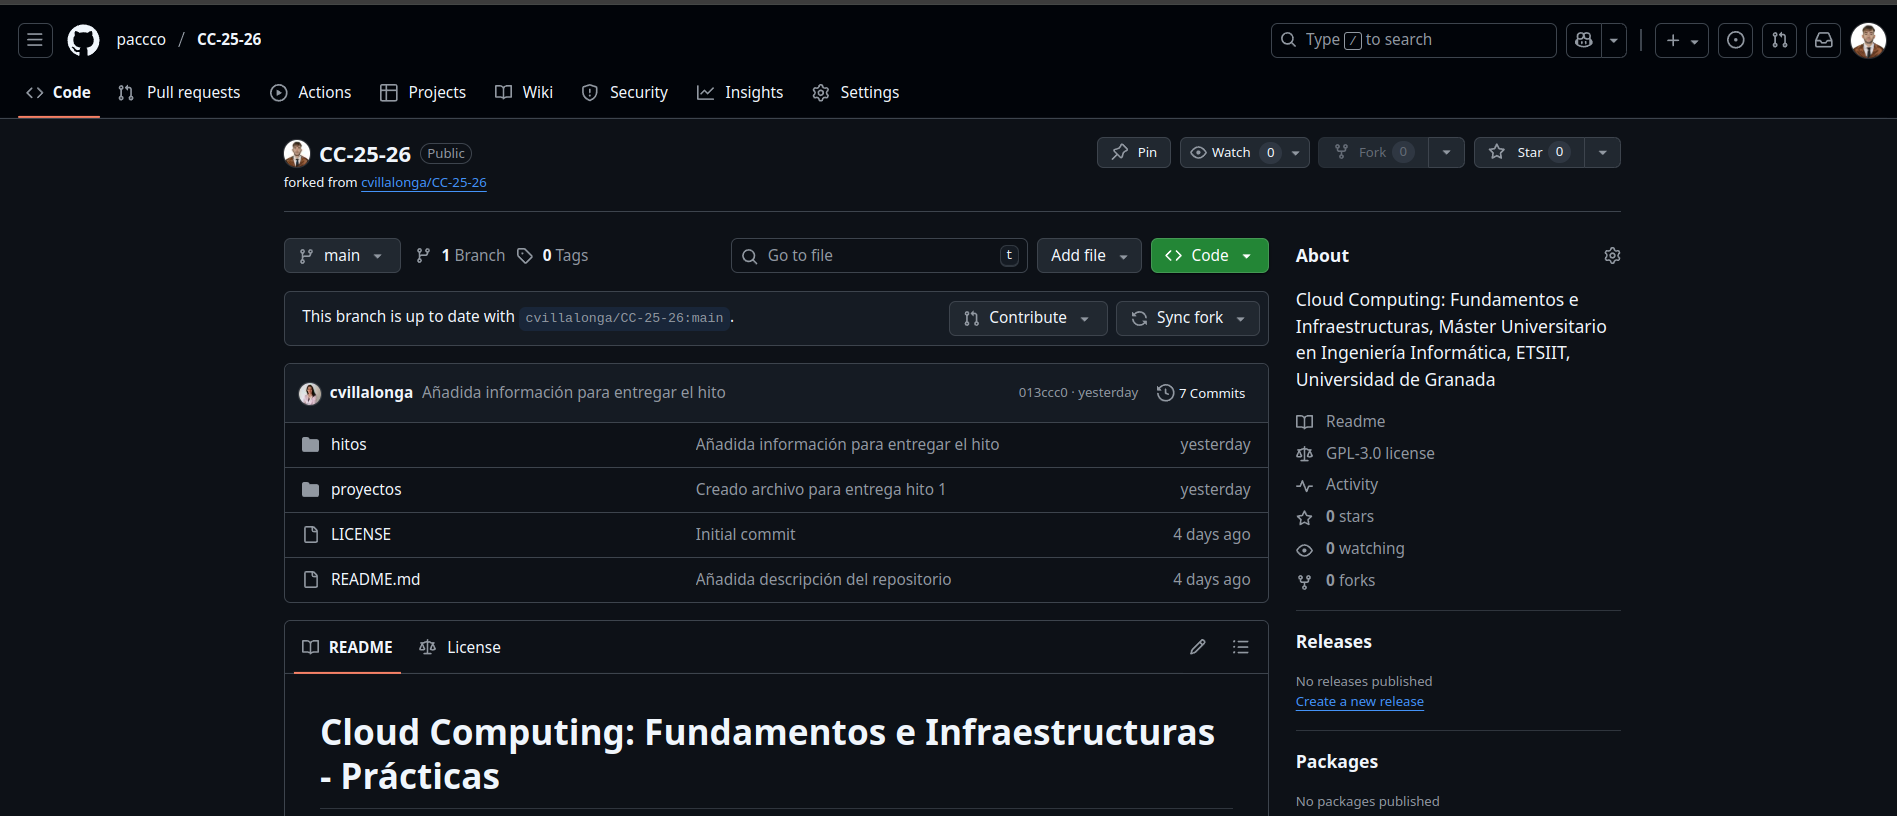 paccco / CC-25-26
Type / to search
Code Pull requests Actions Projects Wiki Security Insights Settings
CC-25-26 Public
forked from cvillalonga/CC-25-26
Pin Watch 0 Fork 0 Star 0
main 1 Branch 0 Tags
Go to file t Add file Code
This branch is up to date with cvillalonga/CC-25-26:main .
Contribute Sync fork
cvillalonga Añadida información para entregar el hito 013ccc0 · yesterday 7 Commits
hitos Añadida información para entregar el hito yesterday
proyectos Creado archivo para entrega hito 1 yesterday
LICENSE Initial commit 4 days ago
README.md Añadida descripción del repositorio 4 days ago
README License
Cloud Computing: Fundamentos e Infraestructuras
- Prácticas
About
Cloud Computing: Fundamentos e
Infraestructuras, Máster Universitario
en Ingeniería Informática, ETSIIT,
Universidad de Granada
Readme
GPL-3.0 license
Activity
0 stars
0 watching
0 forks
Releases
No releases published
Create a new release
Packages
No packages published